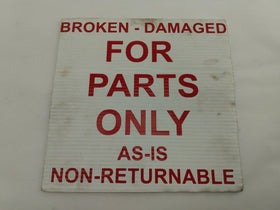 BROKEN - DAMAGED
FOR
PARTS
ONLY
AS-IS
NON-RETURNABLE